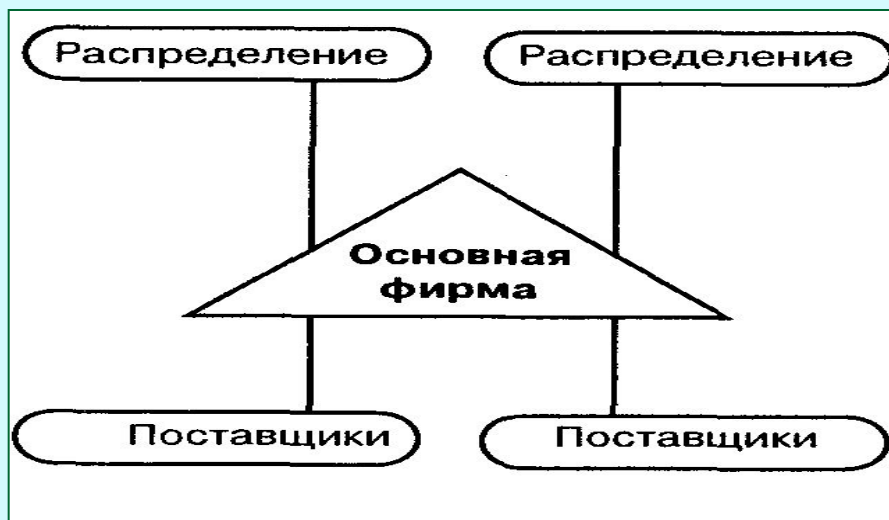 Распределение
Распределение
Основная
фирма
Поставщики
Поставщики